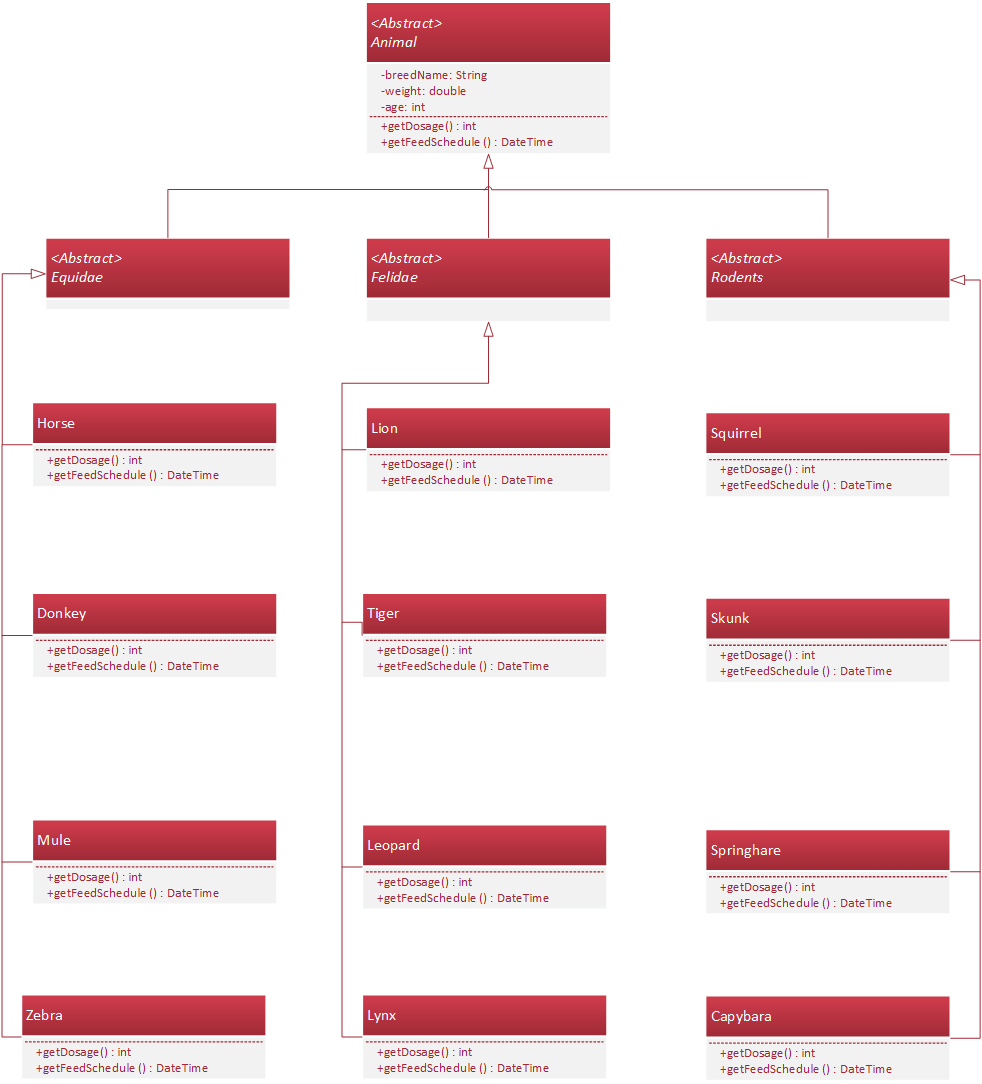 <Abstract>
Animal
-breedName: String
-weight: double
-age: int
+getDosage() : int
+getFeedSchedule () : DateTime
<Abstract>
Equidae
<Abstract>
Felidae
<Abstract>
Rodents
Horse
+getDosage() : int
+getFeedSchedule () : DateTime
Lion
+getDosage() : int
+getFeedSchedule () : DateTime
Squirrel
+getDosage() : int
+getFeedSchedule () : DateTime
Donkey
+getDosage() : int
+getFeedSchedule () : DateTime
Tiger
+getDosage() : int
+getFeedSchedule () : DateTime
Skunk
+getDosage() : int
+getFeedSchedule () : DateTime
Mule
+getDosage() : int
+getFeedSchedule () : DateTime
Leopard
+getDosage() : int
+getFeedSchedule () : DateTime
Springhare
+getDosage() : int
+getFeedSchedule () : DateTime
Zebra
+getDosage() : int
+getFeedSchedule () : DateTime
Lynx
+getDosage() : int
+getFeedSchedule () : DateTime
Capybara
+getDosage() : int
+getFeedSchedule () : DateTime